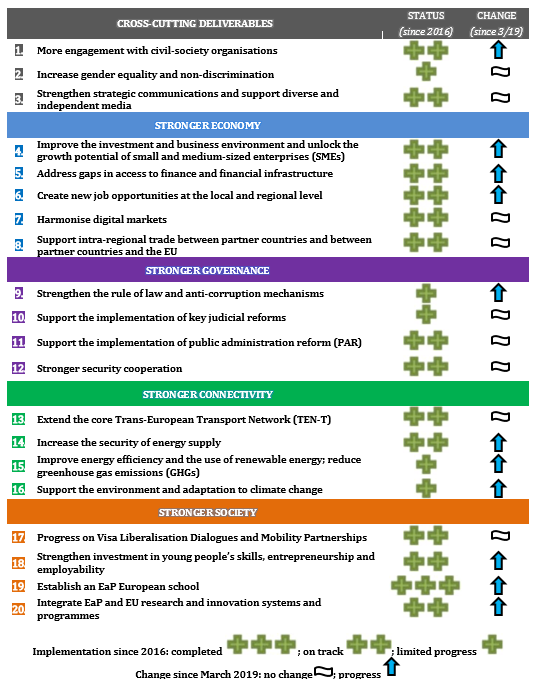 CROSS-CUTTING DELIVERABLES STATUS CHANGE
(since 2016) (since 3/19)
1. More engagement with civil-society organisations
2. Increase gender equality and non-discrimination
3. Strengthen strategic communications and support diverse and
independent media
STRONGER ECONOMY
4. Improve the investment and business environment and unlock the
growth potential of small and medium-sized enterprises (SMEs)
5. Address gaps in access to finance and financial infrastructure
6. Create new job opportunities at the local and regional level
7. Harmonise digital markets
8. Support intra-regional trade between partner countries and between
partner countries and the EU
STRONGER GOVERNANCE
9. Strengthen the rule of law and anti-corruption mechanisms
10. Support the implementation of key judicial reforms
11 Support the implementation of public administration reform (PAR)
12 Stronger security cooperation
STRONGER CONNECTIVITY
13. Extend the core Trans-European Transport Network (TEN-T)
14 Increase the security of energy supply
15. Improve energy efficiency and the use of renewable energy; reduce
greenhouse gas emissions (GHGs)
16. Support the environment and adaptation to climate change
STRONGER SOCIETY
17. Progress on Visa Liberalisation Dialogues and Mobility Partnerships
18. Strengthen investment in young people's skills, entrepreneurship and
employability
19. Establish an EaP European school
20. Integrate EaP and EU research and innovation systems and
programmes
Implementation since 2016: completed ; on track ; limited progress
Change since March 2019: no change ; progress